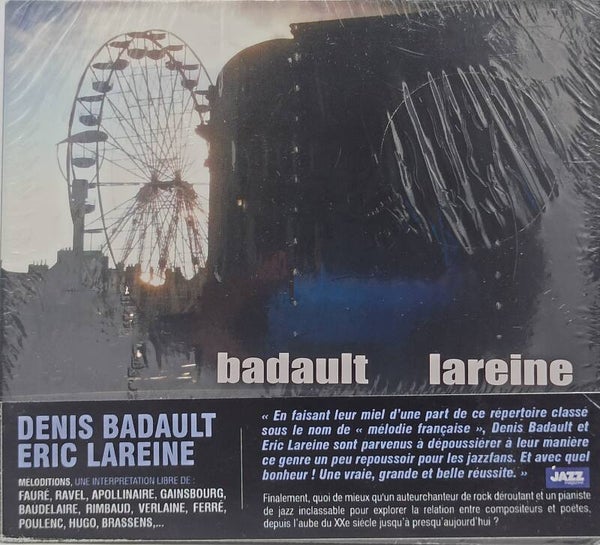 badault lareine
DENIS BADAULT
ERIC LAREINE
MELODITIONS, UNE INTERPRETATION LIBRE DE :
FAURÉ, RAVEL, APOLLINAIRE, GAINSBOURG,
BAUDELAIRE, RIMBAUD, VERLAINE, FERRÉ,
POULENC, HUGO, BRASSENS,...
« En faisant leur miel d'une part de ce répertoire classé
sous le nom de « mélodie française », Denis Badault et
Eric Lareine sont parvenus à dépoussiérer à leur manière
ce genre un peu repoussoir pour les jazzfans. Et avec quel
bonheur ! Une vraie, grande et belle réussite. »
JAZZ
magazine
Finalement, quoi de mieux qu'un auteurchanteur de rock déroutant et un pianiste
de jazz inclassable pour explorer la relation entre compositeurs et poètes,
depuis l'aube du XXe siécle jusqu'à presqu'aujourd'hui ?